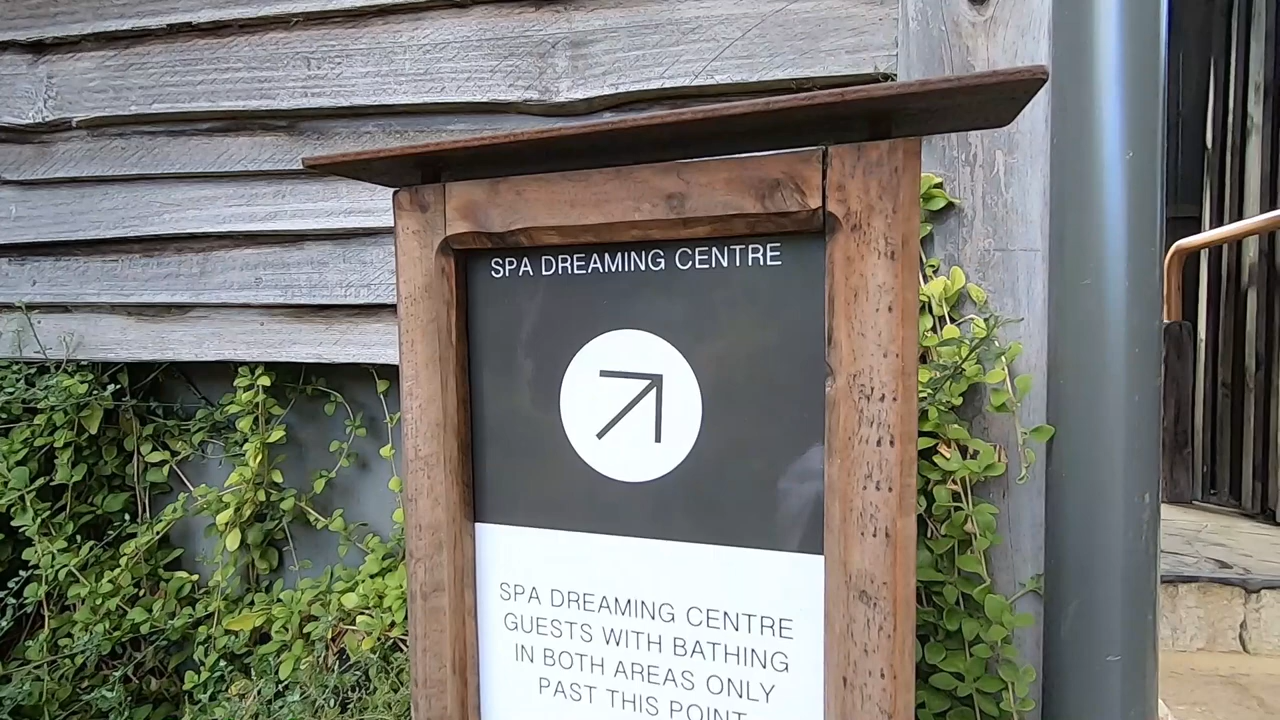 SPA DREAMING CENTRE
SPA DREAMING CENTRE
GUESTS WITH BATHING
IN BOTH AREAS ONLY
PAST THIS POINT